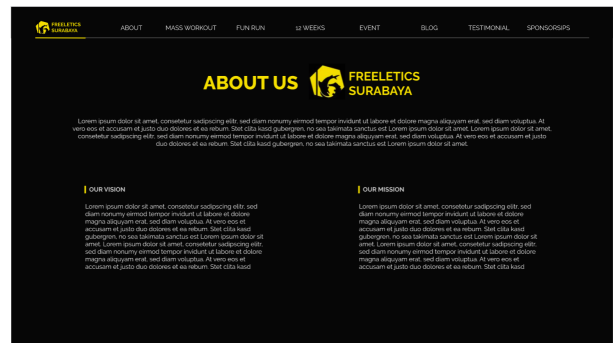 FREELETICS
SURABAYA
ABOUT
MASS WORKOUT
FUN RUN
12 WEEKS
EVENT
BLOG
TESTIMONIAL
SPONSORSIPS
ABOUT US
FREELETICS
SURABAYA
Lorem ipsum dolor sit amet, consetetur sadipscing elitr, sed diam nonumy eirmod tempor invidunt ut labore et dolore magna aliquyam erat, sed diam voluptua. At
vero eos et accusam et justo duo dolores et ea rebum. Stet clita kasd gubergren, no sea takimata sanctus est Lorem ipsum dolor sit amet. Lorem ipsum dolor sit amet,
consetetur sadipscing elitr, sed diam nonumy eirmod tempor invidunt ut labore et dolore magna aliquyam erat, sed diam voluptua. At vero eos et accusam et justo
duo dolores et ea rebum. Stet clita kasd gubergren, no sea takimata sanctus est Lorem ipsum dolor sit amet.
OUR VISION
Lorem ipsum dolor sit amet, consetetur sadipscing elitr, sed
diam nonumy eirmod tempor invidunt ut labore et dolore
magna aliquyam erat, sed diam voluptua. At vero eos et
accusam et justo duo dolores et ea rebum. Stet clita kasd
gubergren, no sea takimata sanctus est Lorem ipsum dolor sit
amet. Lorem ipsum dolor sit amet, consetetur sadipscing elitr,
sed diam nonumy eirmod tempor invidunt ut labore et dolore
magna aliquyam erat, sed diam voluptua. At vero eos et
accusam et justo duo dolores et ea rebum. Stet clita kasd
OUR MISSION
Lorem ipsum dolor sit amet, consetetur sadipscing elitr, sed
diam nonumy eirmod tempor invidunt ut labore et dolore
magna aliquyam erat, sed diam voluptua. At vero eos et
accusam et justo duo dolores et ea rebum. Stet clita kasd
gubergren, no sea takimata sanctus est Lorem ipsum dolor sit
amet. Lorem ipsum dolor sit amet, consetetur sadipscing elitr,
sed diam nonumy eirmod tempor invidunt ut labore et dolore
magna aliquyam erat, sed diam voluptua. At vero eos et
accusam et justo duo dolores et ea rebum. Stet clita kasd